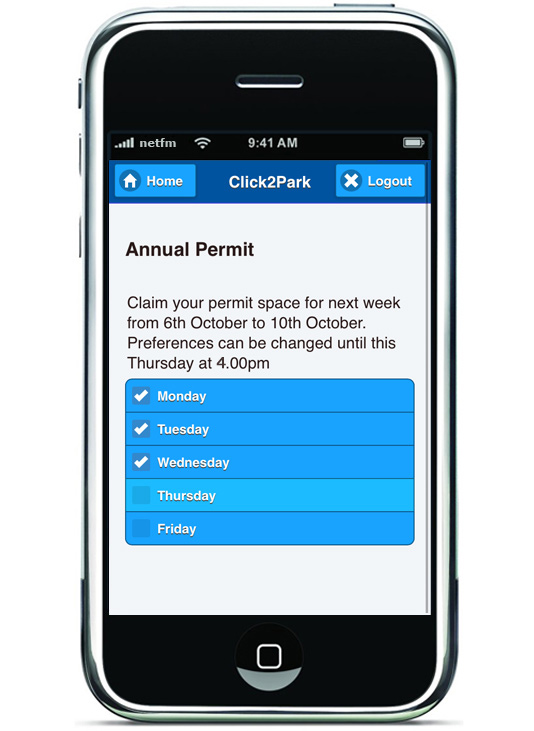 netfm 9:41 AM
Home Click2Park Logout
Annual Permit
Claim your permit space for next week
from 6th October to 10th October.
Preferences can be changed until this
Thursday at 4.00pm
Monday
Tuesday
Wednesday
Thursday
Friday